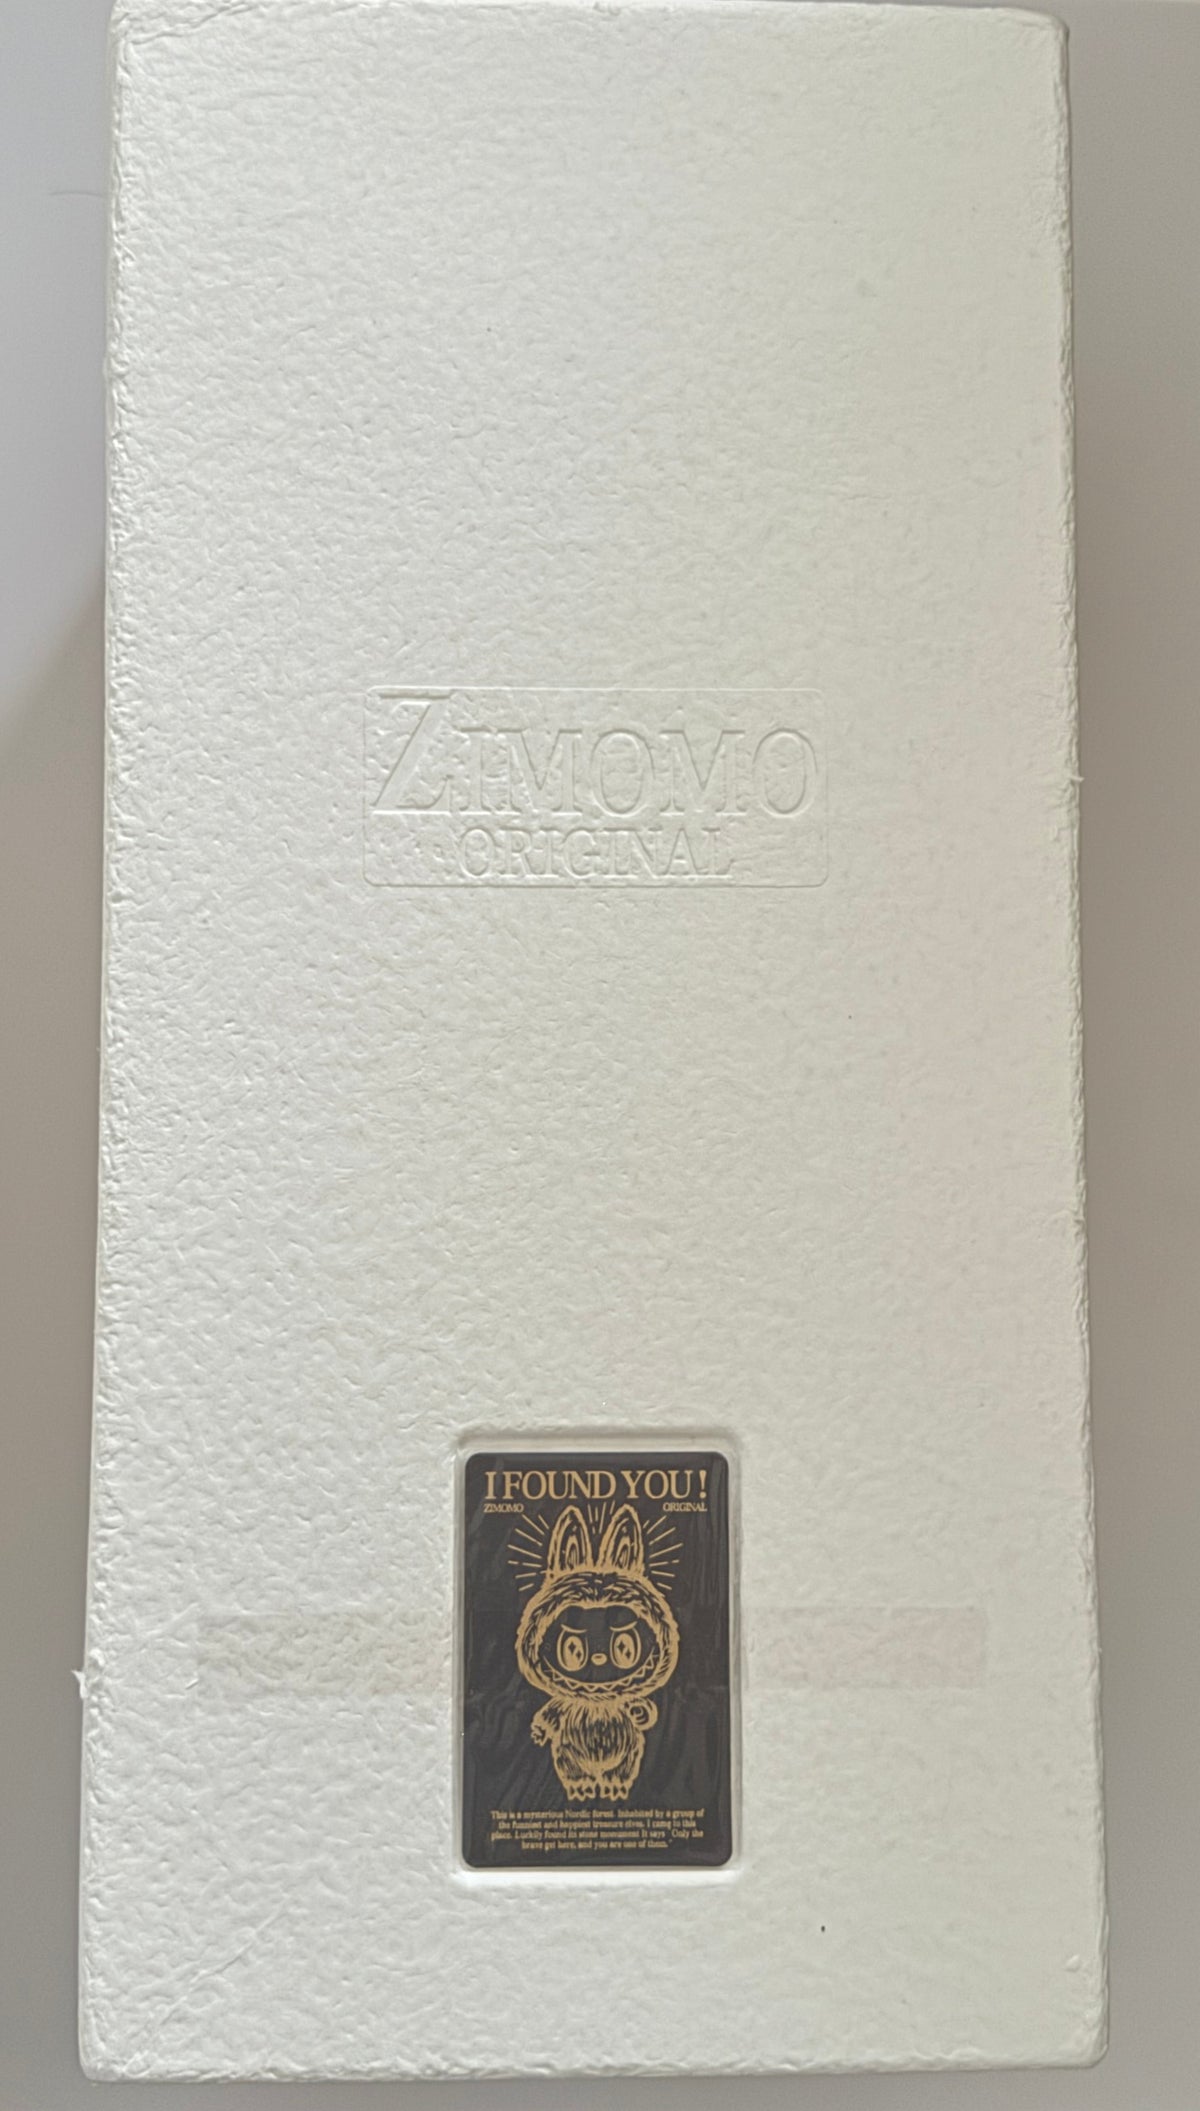 ZIMOMO
ORIGINAL
I FOUND YOU!
ZIMOMO ORIGINAL
This is a mysterious Nordic forest. Inhabited by a group of
the funniest and happiest treasure elves. I came to this
place. Luckily found its stone monument It says "Only the
brave get here, and you are one of them."